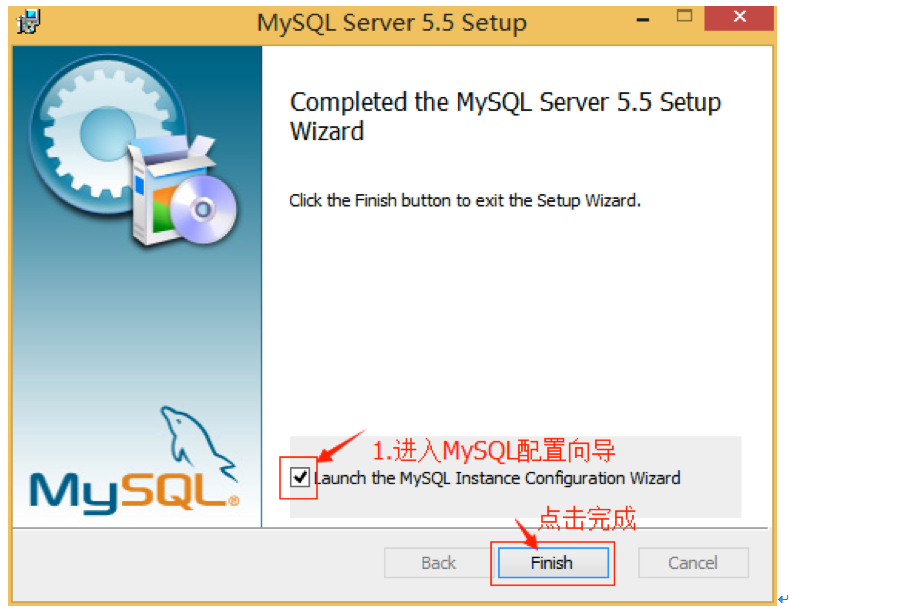 MySQL Server 5.5 Setup
Completed the MySQL Server 5.5 Setup
Wizard
Click the Finish button to exit the Setup Wizard.
1.进入MySQL配置向导
Launch the MySQL Instance Configuration Wizard
MySQL®
点击完成
Back
Finish
Cancel